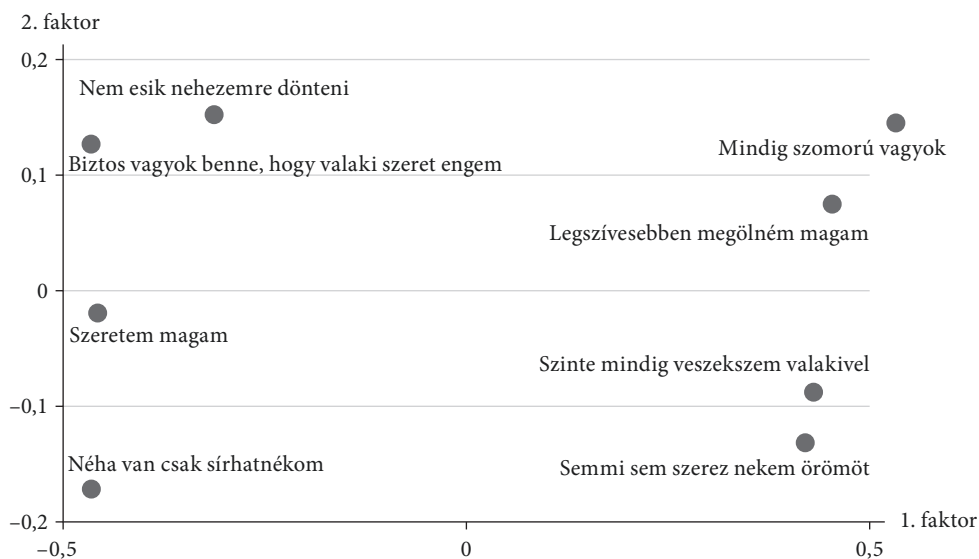 2. faktor
0,2
Nem esik nehezemre dönteni
Mindig szomorú vagyok
Biztos vagyok benne, hogy valaki szeret engem
0,1
Legszívesebben megölném magam
0
Szeretem magam
Szinte mindig veszekszem valakivel
–0,1
Néha van csak sírhatnékom
Semmi sem szerez nekem örömöt
–0,2
1. faktor
–0,5
0
0,5